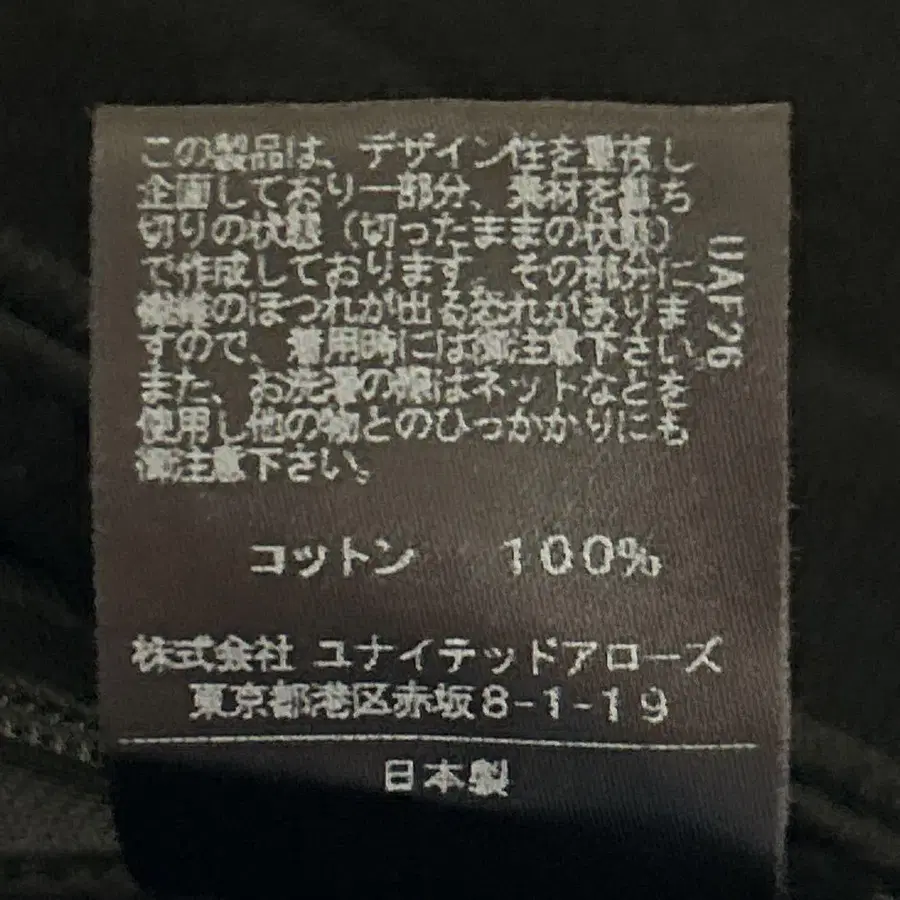 この製品は、デザイン性を重視し
企画しており一部分、素材を裁ち
切りの状態（切ったままの状態）
で作成しております。その部分に、
繊維のほつれが出る恐れがありま
すので、着用時には御注意下さい。
また、お洗濯の際はネットなどを
使用し他の物とのひっかかりにも
御注意下さい。
UAF26
コットン 100%
株式会社 ユナイテッドアローズ
東京都港区赤坂8-1-19
日本製